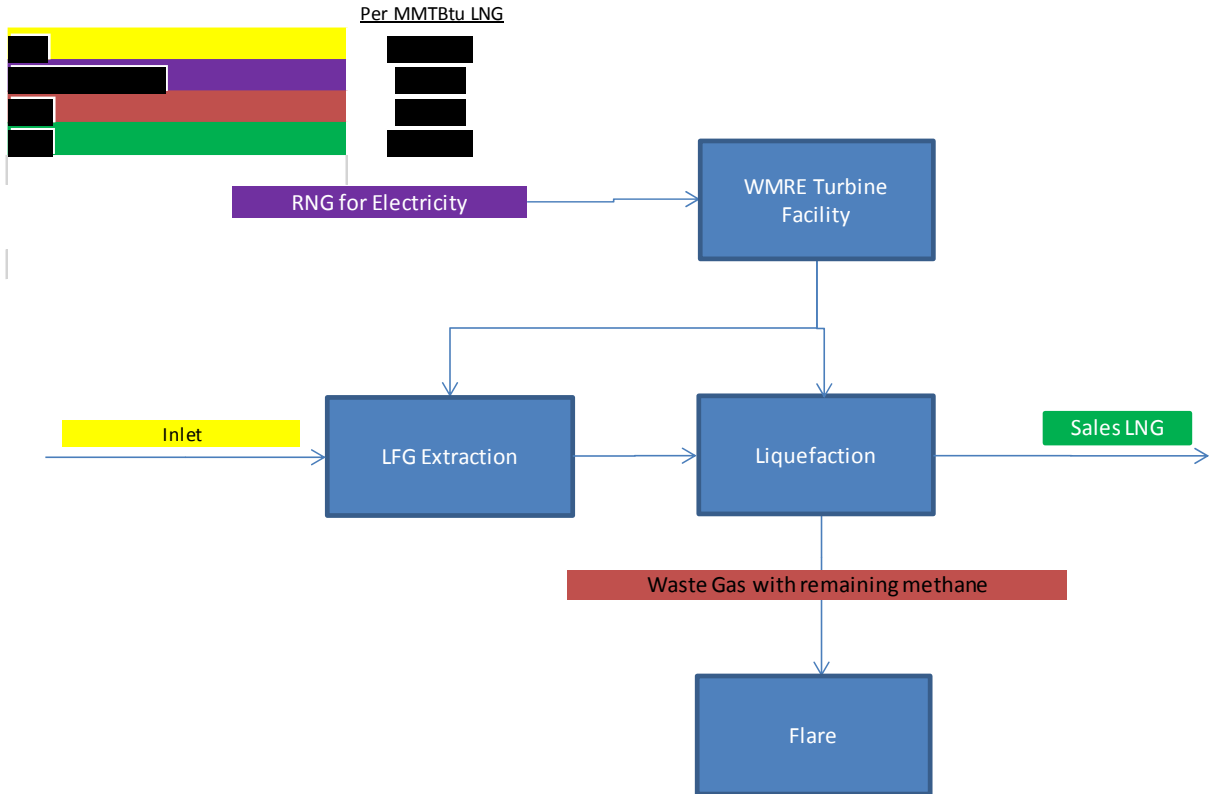 Per MMTBtu LNG
RNG for Electricity
WMRE Turbine
Facility
Inlet
LFG Extraction
Liquefaction
Sales LNG
Waste Gas with remaining methane
Flare